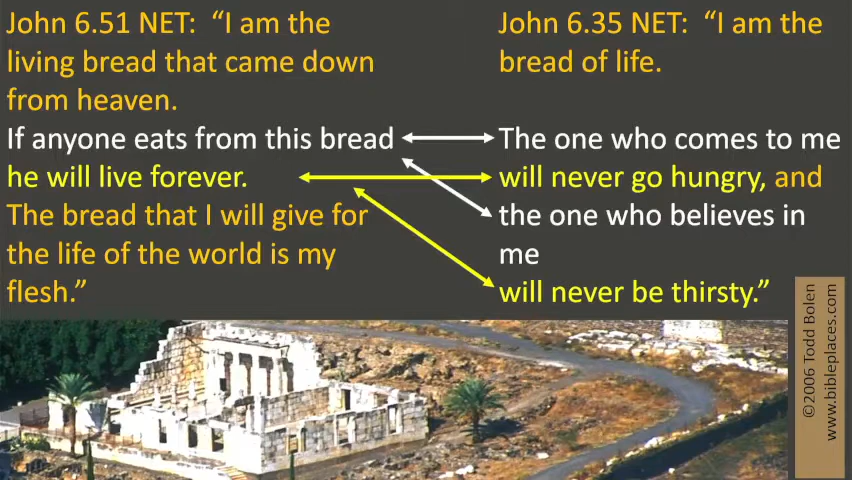 John 6.51 NET:  “I am the
living bread that came down
from heaven.
If anyone eats from this bread
he will live forever.
The bread that I will give for
the life of the world is my
flesh.”
John 6.35 NET:  “I am the
bread of life.
The one who comes to me
will never go hungry, and
the one who believes in
me
will never be thirsty.”
©2006 Todd Bolen
www.bibleplaces.com